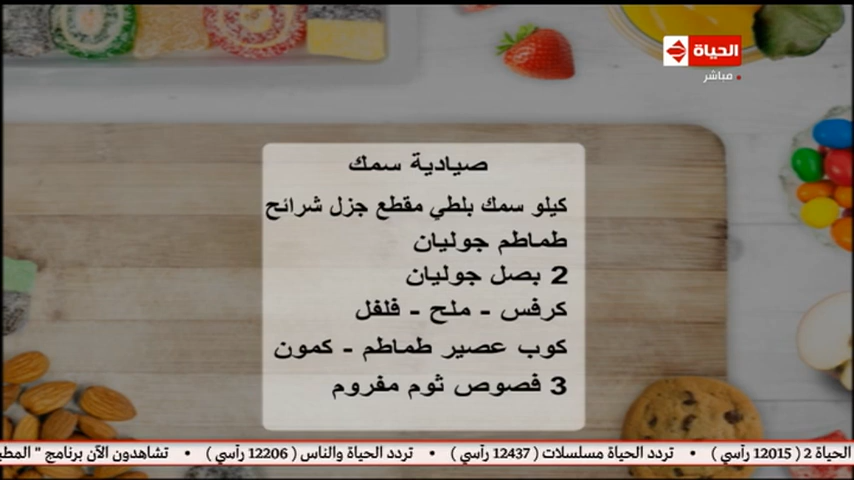 الحياة
مباشر
صيادية سمك
كيلو سمك بلطي مقطع جزل شرائح
طماطم جوليان
2 بصل جوليان
كرفس - ملح - فلفل
كوب عصير طماطم - كمون
3 فصوص ثوم مفروم
الحياة 2 ( 12015 رأسي ) • تردد الحياة مسلسلات ( 12437 رأسي ) • تردد الحياة والناس ( 12206 رأسي ) • تشاهدون الآن برنامج "